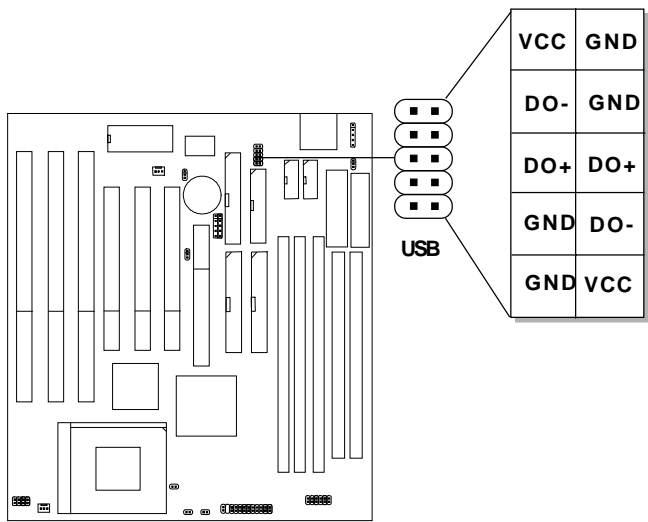 VCC GND
DO- GND
DO+ DO+
GND DO-
GND VCC
USB